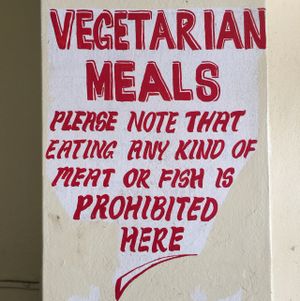 VEGETARIAN
MEALS
PLEASE NOTE THAT
EATING ANY KIND OF
MEAT OR FISH IS
PROHIBITED
HERE